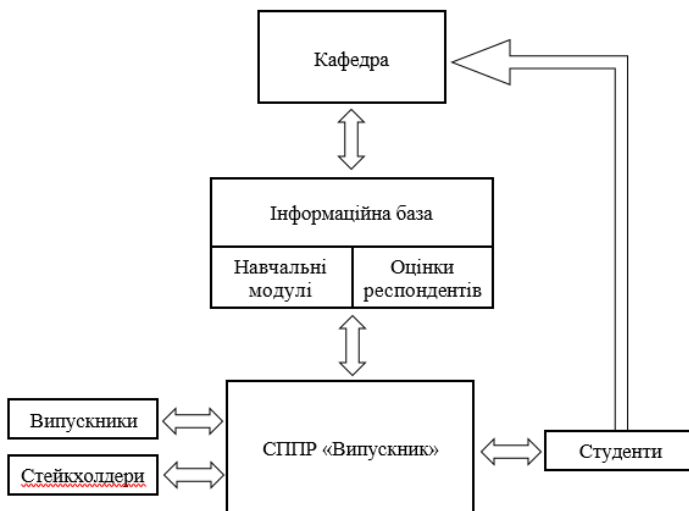 Кафедра
Інформаційна база
Навчальні
модулі
Оцінки
респондентів
Випускники
СППР «Випускник»
Студенти
Стейкхолдери